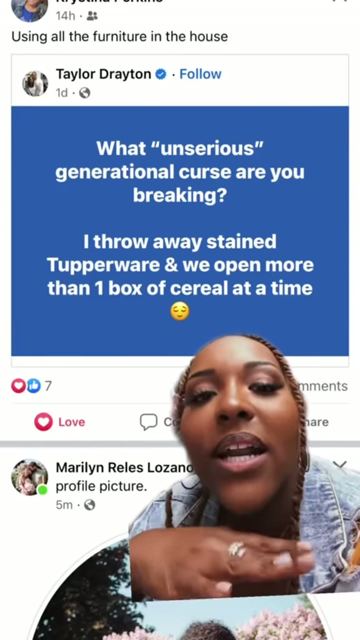 14h
Using all the furniture in the house
Taylor Drayton · Follow
1d ·
What “unserious”
generational curse are you
breaking?
I throw away stained
Tupperware & we open more
than 1 box of cereal at a time
7
Love
Marilyn Reles Lozano
profile picture.
5m ·